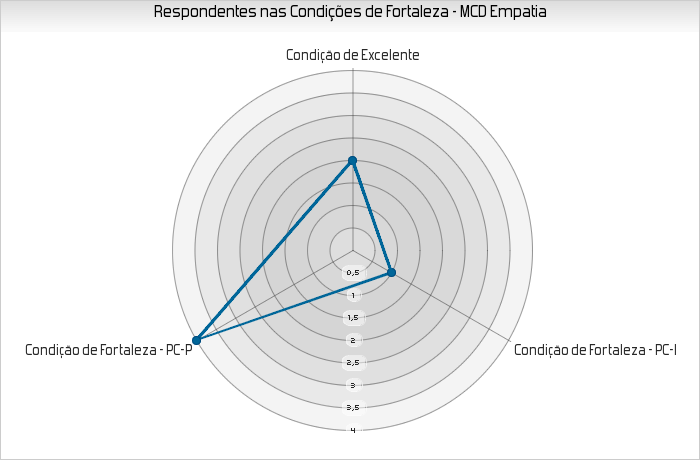 Respondentes nas Condições de Fortaleza - MCD Empatia
Condição de Excelente
0,5
1
1,5
2
2,5
3
3,5
4
Condição de Fortaleza - PC-P
Condição de Fortaleza - PC-I